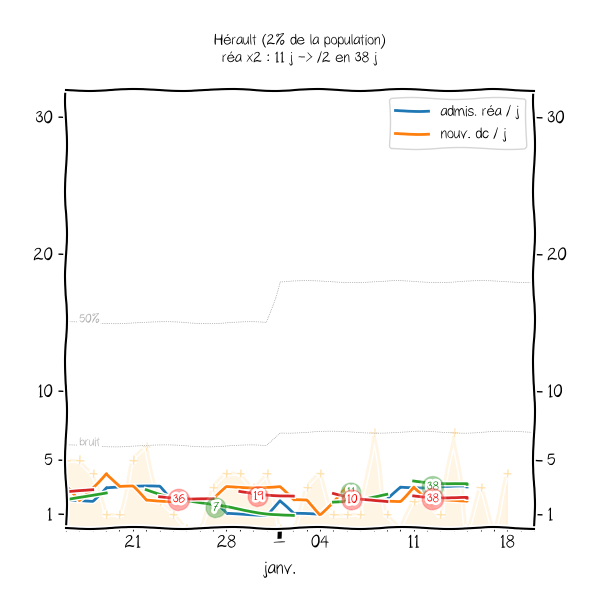 Hérault (2% de la population)
réa x2 : 11 j -> /2 en 38 j
admis. réa / j
nouv. dc / j
30 30
20 20
50%
10 10
bruit
5 5
36 7 19 10 38 38
1 1
21 28 04 11 18
janv.